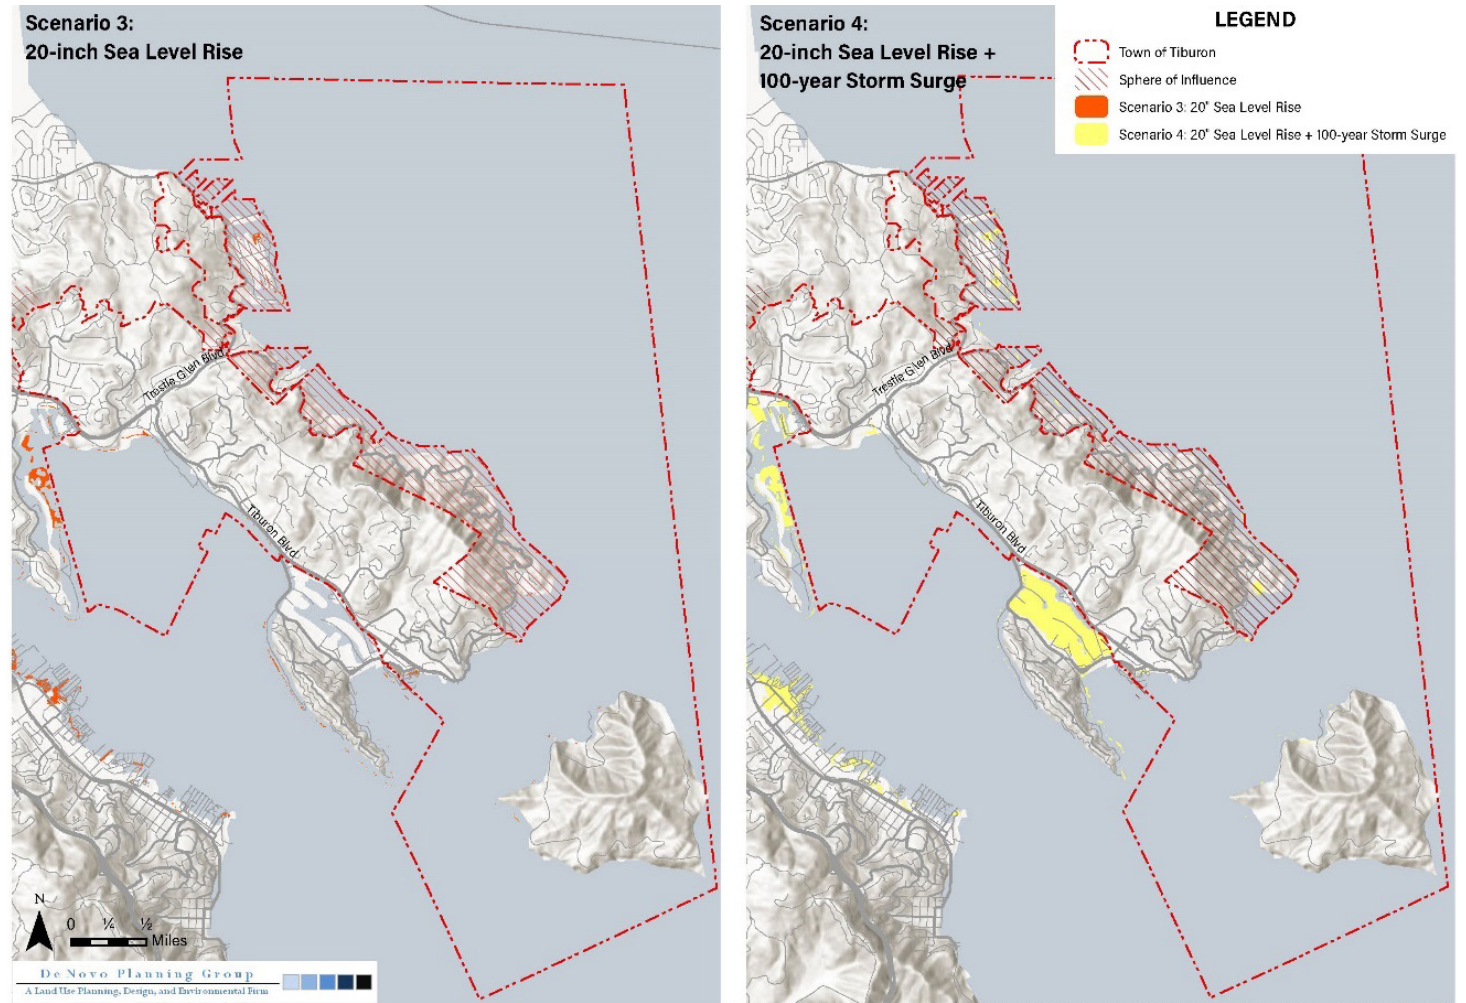 Scenario 3:
20-inch Sea Level Rise
Trestle Glen Blvd
Tiburon Blvd
N
0 ¼ ½
Miles
De Novo Planning Group
A Land Use Planning, Design, and Environmental Firm
Scenario 4:
20-inch Sea Level Rise +
100-year Storm Surge
Trestle Glen Blvd
Tiburon Blvd
LEGEND
Town of Tiburon
Sphere of Influence
Scenario 3: 20" Sea Level Rise
Scenario 4: 20" Sea Level Rise + 100-year Storm Surge